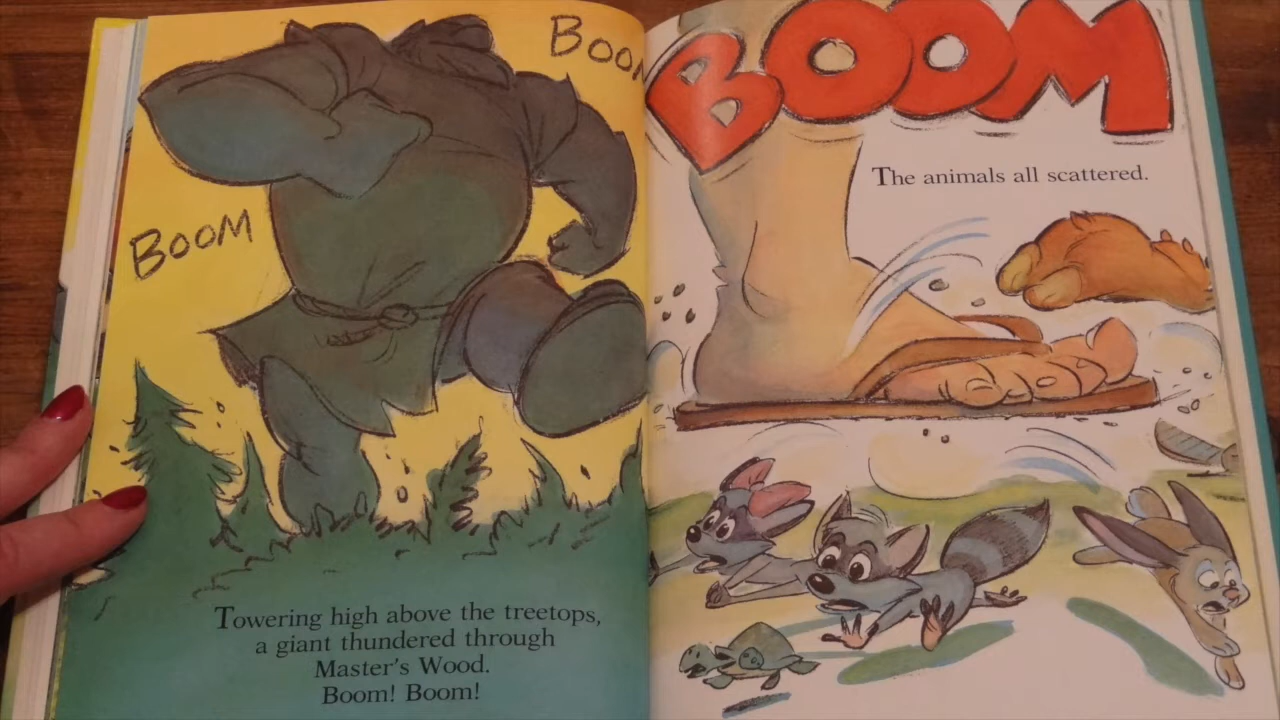 BOOM
BOOM
Towering high above the treetops,
a giant thundered through
Master's Wood.
Boom! Boom!
BOOM
The animals all scattered.